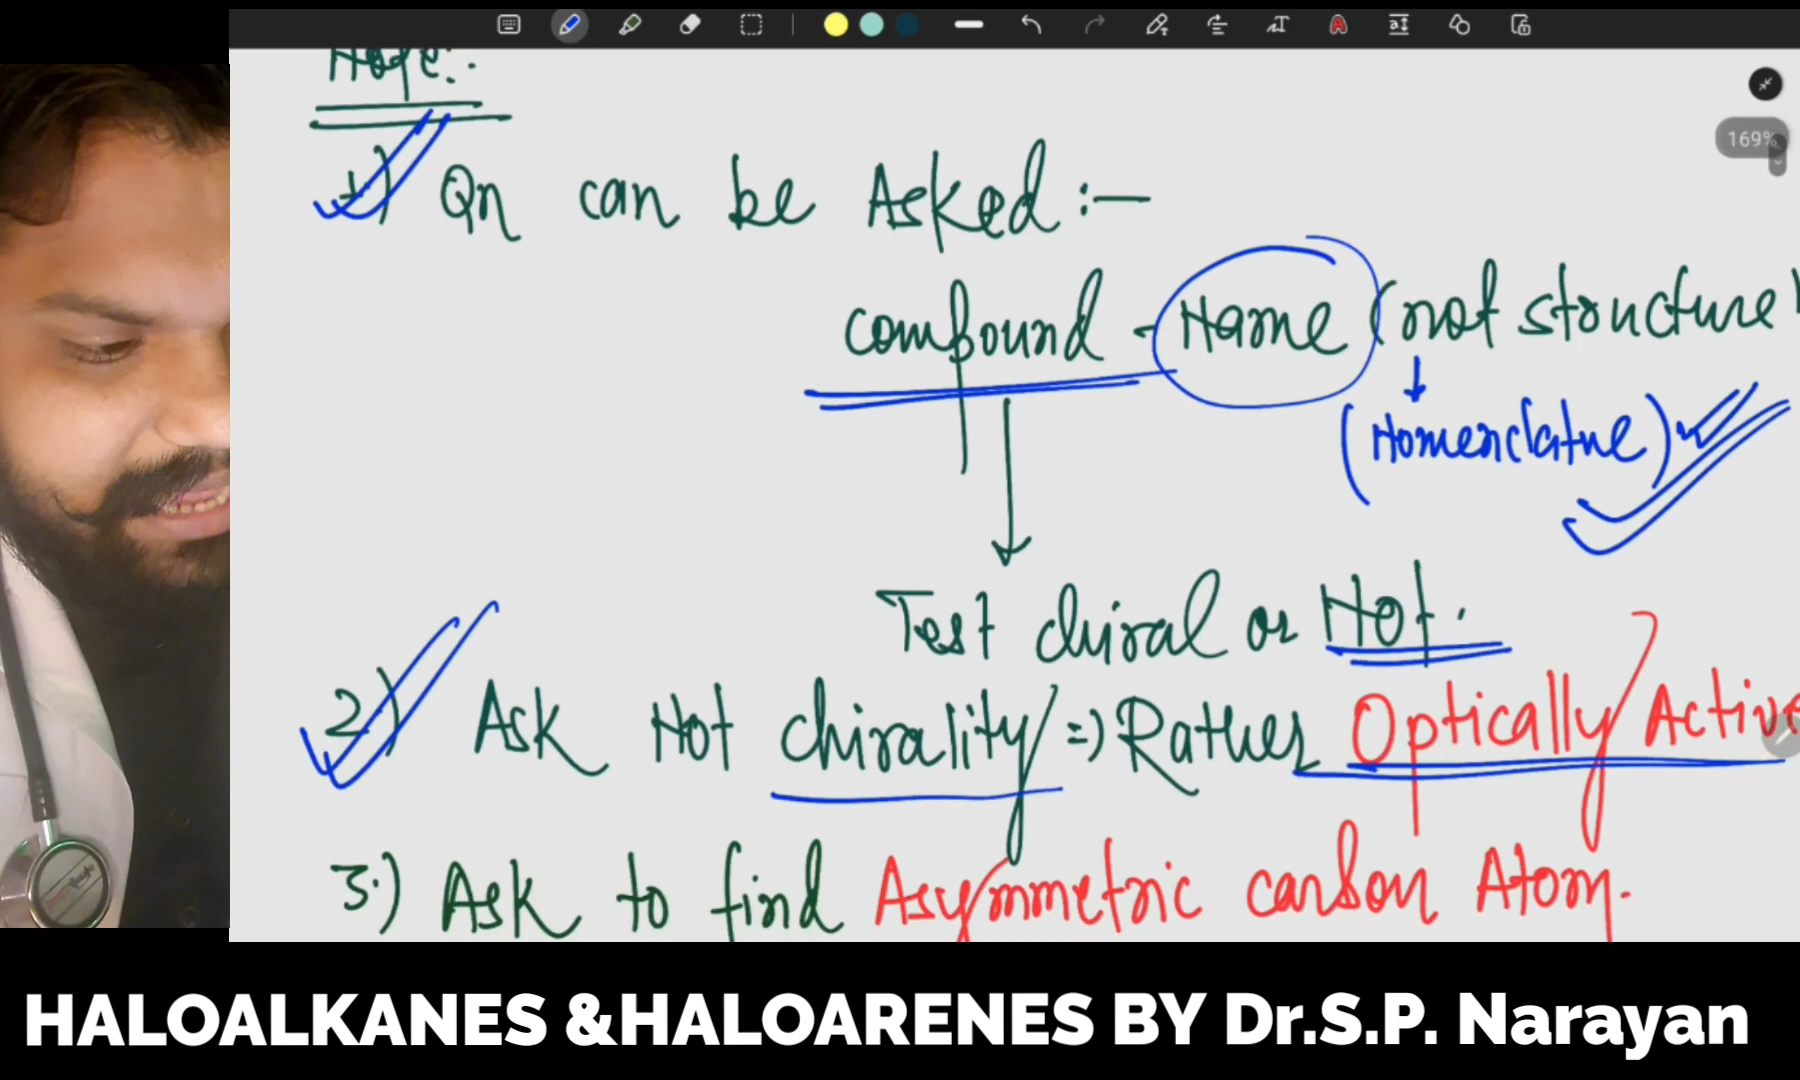 Note:-
169%
1) Qn can be Asked :-
compound - Name (not structure)
(Nomenclatue)
Test chiral or Not.
2) Ask Not chirality => Rather Optically Active
3.) Ask to find Asymmetric carbon Atom.
HALOALKANES &HALOARENES BY Dr.S.P. Narayan